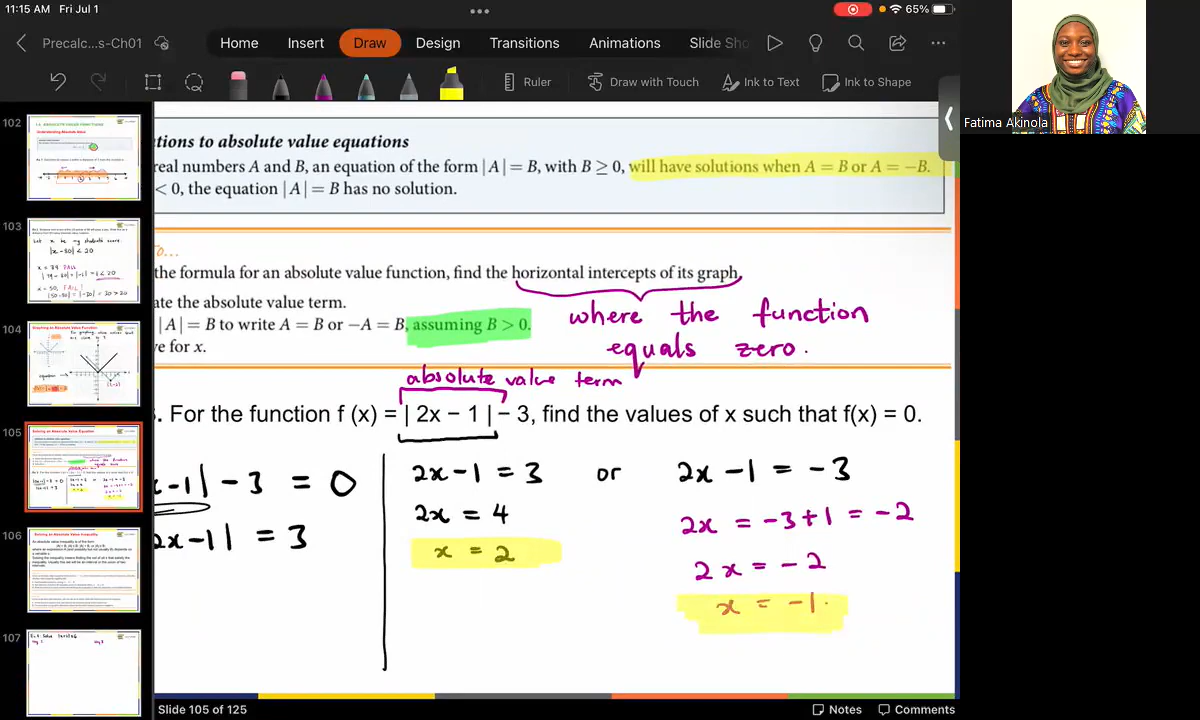 11:15 AM Fri Jul 1
65%
Precalc...s-Ch01
Home Insert Draw Design Transitions Animations Slide Sho
Ruler Draw with Touch Ink to Text Ink to Shape
Fatima Akinola
102
103
104
105
106
107
tions to absolute value equations
real numbers A and B, an equation of the form |A| = B, with B ≥ 0, will have solutions when A = B or A = −B.
< 0, the equation |A| = B has no solution.
To...
the formula for an absolute value function, find the horizontal intercepts of its graph,
ate the absolute value term.
|A| = B to write A = B or −A = B, assuming B > 0.
e for x.
where the function
equals zero.
absolute value term
. For the function f (x) = | 2x − 1 | − 3, find the values of x such that f(x) = 0.
x-1| - 3 = 0
2x-1| = 3
2x - 1 = 3 or 2x - 1 = -3
2x = 4
x = 2
2x = -3+1 = -2
2x = -2
x = -1.
Slide 105 of 125
Notes Comments